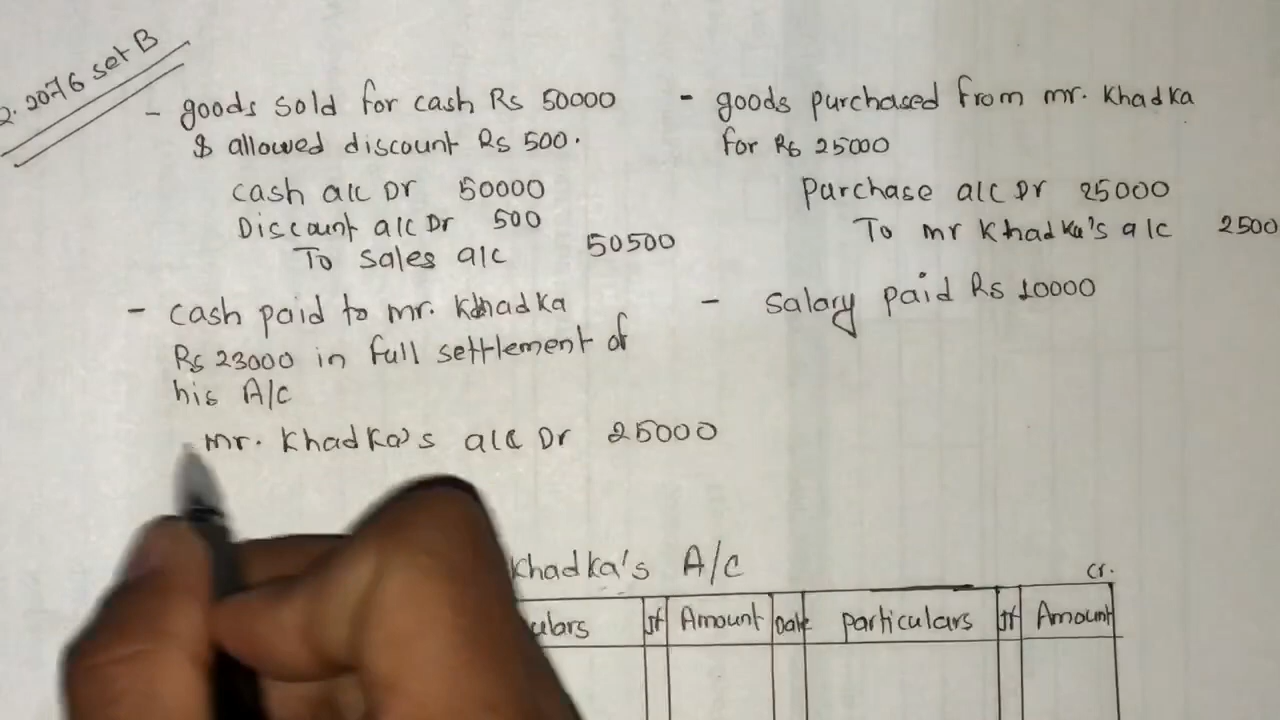 Q. 2076 set B
- goods sold for cash Rs 50000
& allowed discount Rs 500.
cash a/c Dr 50000
Discount a/c Dr 500
To sales a/c 50500
- goods purchased from mr. Khadka
for Rs 25000
Purchase a/c Dr 25000
To mr Khadka's a/c 2500
- cash paid to mr. Khadka
Rs 23000 in full settlement of
his A/c
mr. Khadka's a/c Dr 25000
- Salary paid Rs 10000
Khadka's A/C
cr.
ulars Jf Amount Date particulars Jf Amount